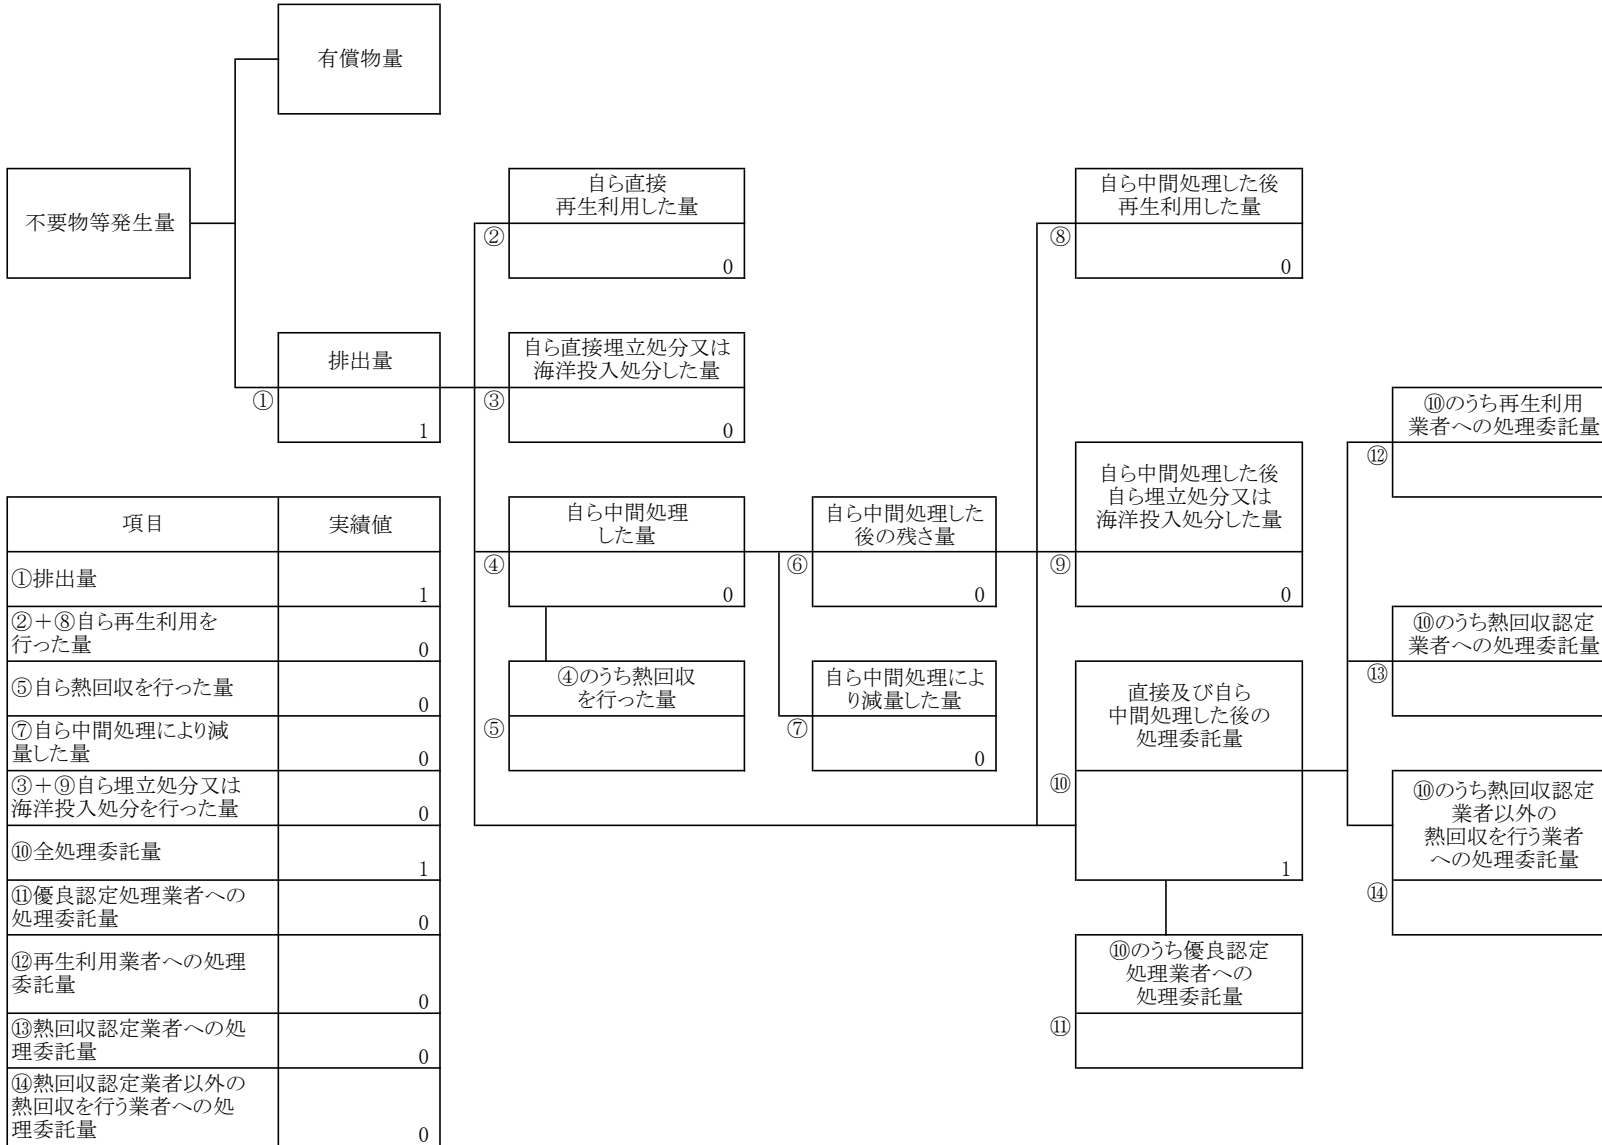 有償物量
不要物等発生量
自ら直接
再生利用した量
②
0
自ら中間処理した後
再生利用した量
⑧
0
排出量
①
1
自ら直接埋立処分又は
海洋投入処分した量
③
0
⑩のうち再生利用
業者への処理委託量
⑫
自ら中間処理
した量
④
0
自ら中間処理した
後の残さ量
⑥
0
自ら中間処理した後
自ら埋立処分又は
海洋投入処分した量
⑨
0
⑩のうち熱回収認定
業者への処理委託量
⑬
④のうち熱回収
を行った量
⑤
自ら中間処理によ
り減量した量
⑦
0
直接及び自ら
中間処理した後の
処理委託量
⑩
1
⑩のうち熱回収認定
業者以外の
熱回収を行う業者
への処理委託量
⑭
⑩のうち優良認定
処理業者への
処理委託量
⑪
項目 実績値
①排出量
1
②+⑧自ら再生利用を
行った量
0
⑤自ら熱回収を行った量
0
⑦自ら中間処理により減
量した量
0
③+⑨自ら埋立処分又は
海洋投入処分を行った量
0
⑩全処理委託量
1
⑪優良認定処理業者への
処理委託量
0
⑫再生利用業者への処理
委託量
0
⑬熱回収認定業者への処
理委託量
0
⑭熱回収認定業者以外の
熱回収を行う業者への処
理委託量
0